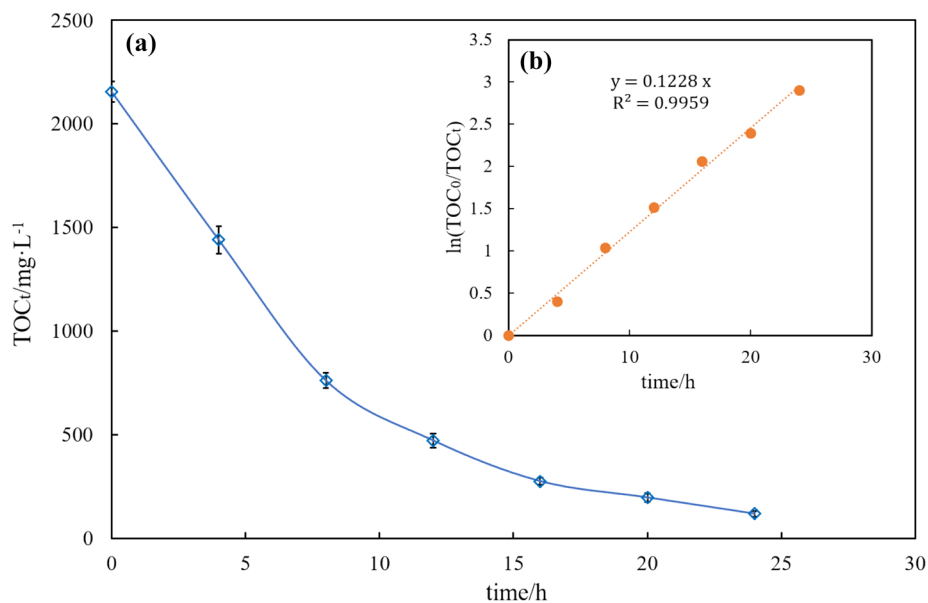 (a)
TOCt/mg·L-1
2500
2000
1500
1000
500
0
0 5 10 15 20 25 30
time/h
(b)
y = 0.1228 x
R² = 0.9959
ln(TOC₀/TOCt)
3.5
3
2.5
2
1.5
1
0.5
0
0 10 20 30
time/h